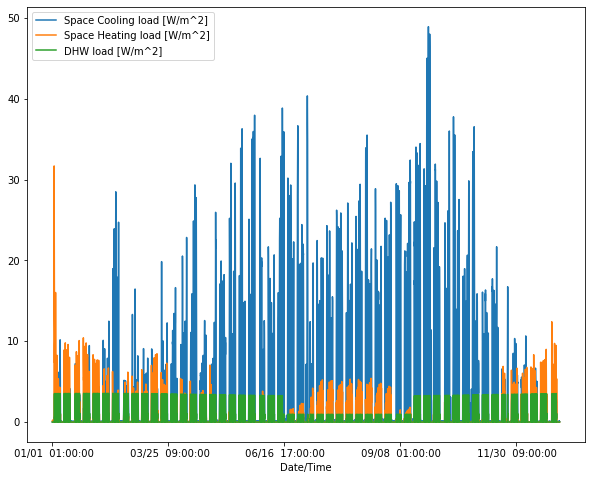 Space Cooling load [W/m^2]
Space Heating load [W/m^2]
DHW load [W/m^2]
50
40
30
20
10
0
01/01 01:00:00
03/25 09:00:00
06/16 17:00:00
09/08 01:00:00
11/30 09:00:00
Date/Time